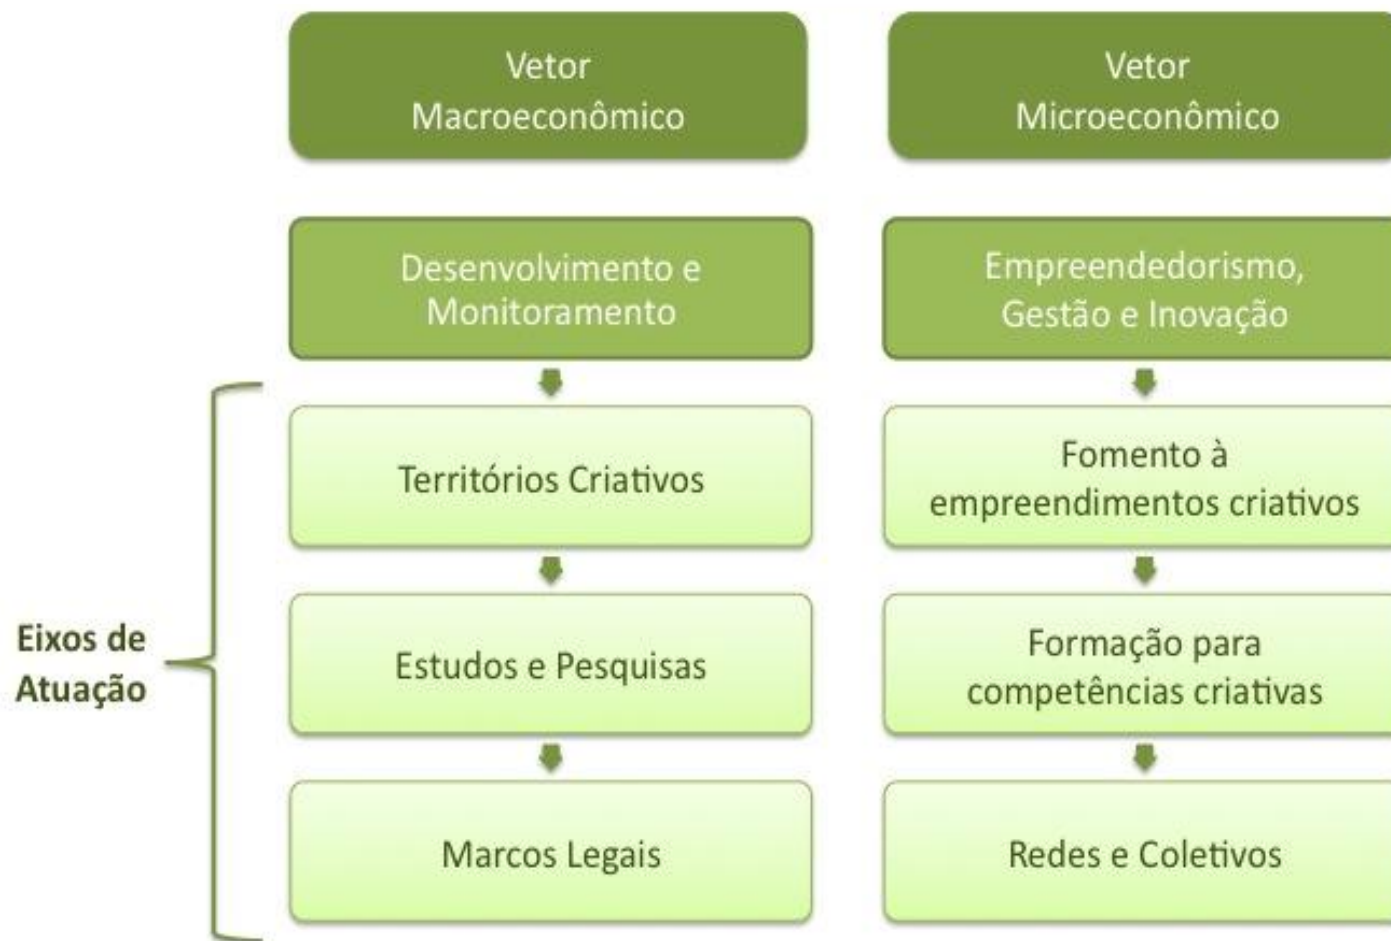 Vetor
Macroeconômico
Vetor
Microeconômico
Desenvolvimento e
Monitoramento
Empreendedorismo,
Gestão e Inovação
Eixos de
Atuação
Territórios Criativos
Fomento à
empreendimentos criativos
Estudos e Pesquisas
Formação para
competências criativas
Marcos Legais
Redes e Coletivos